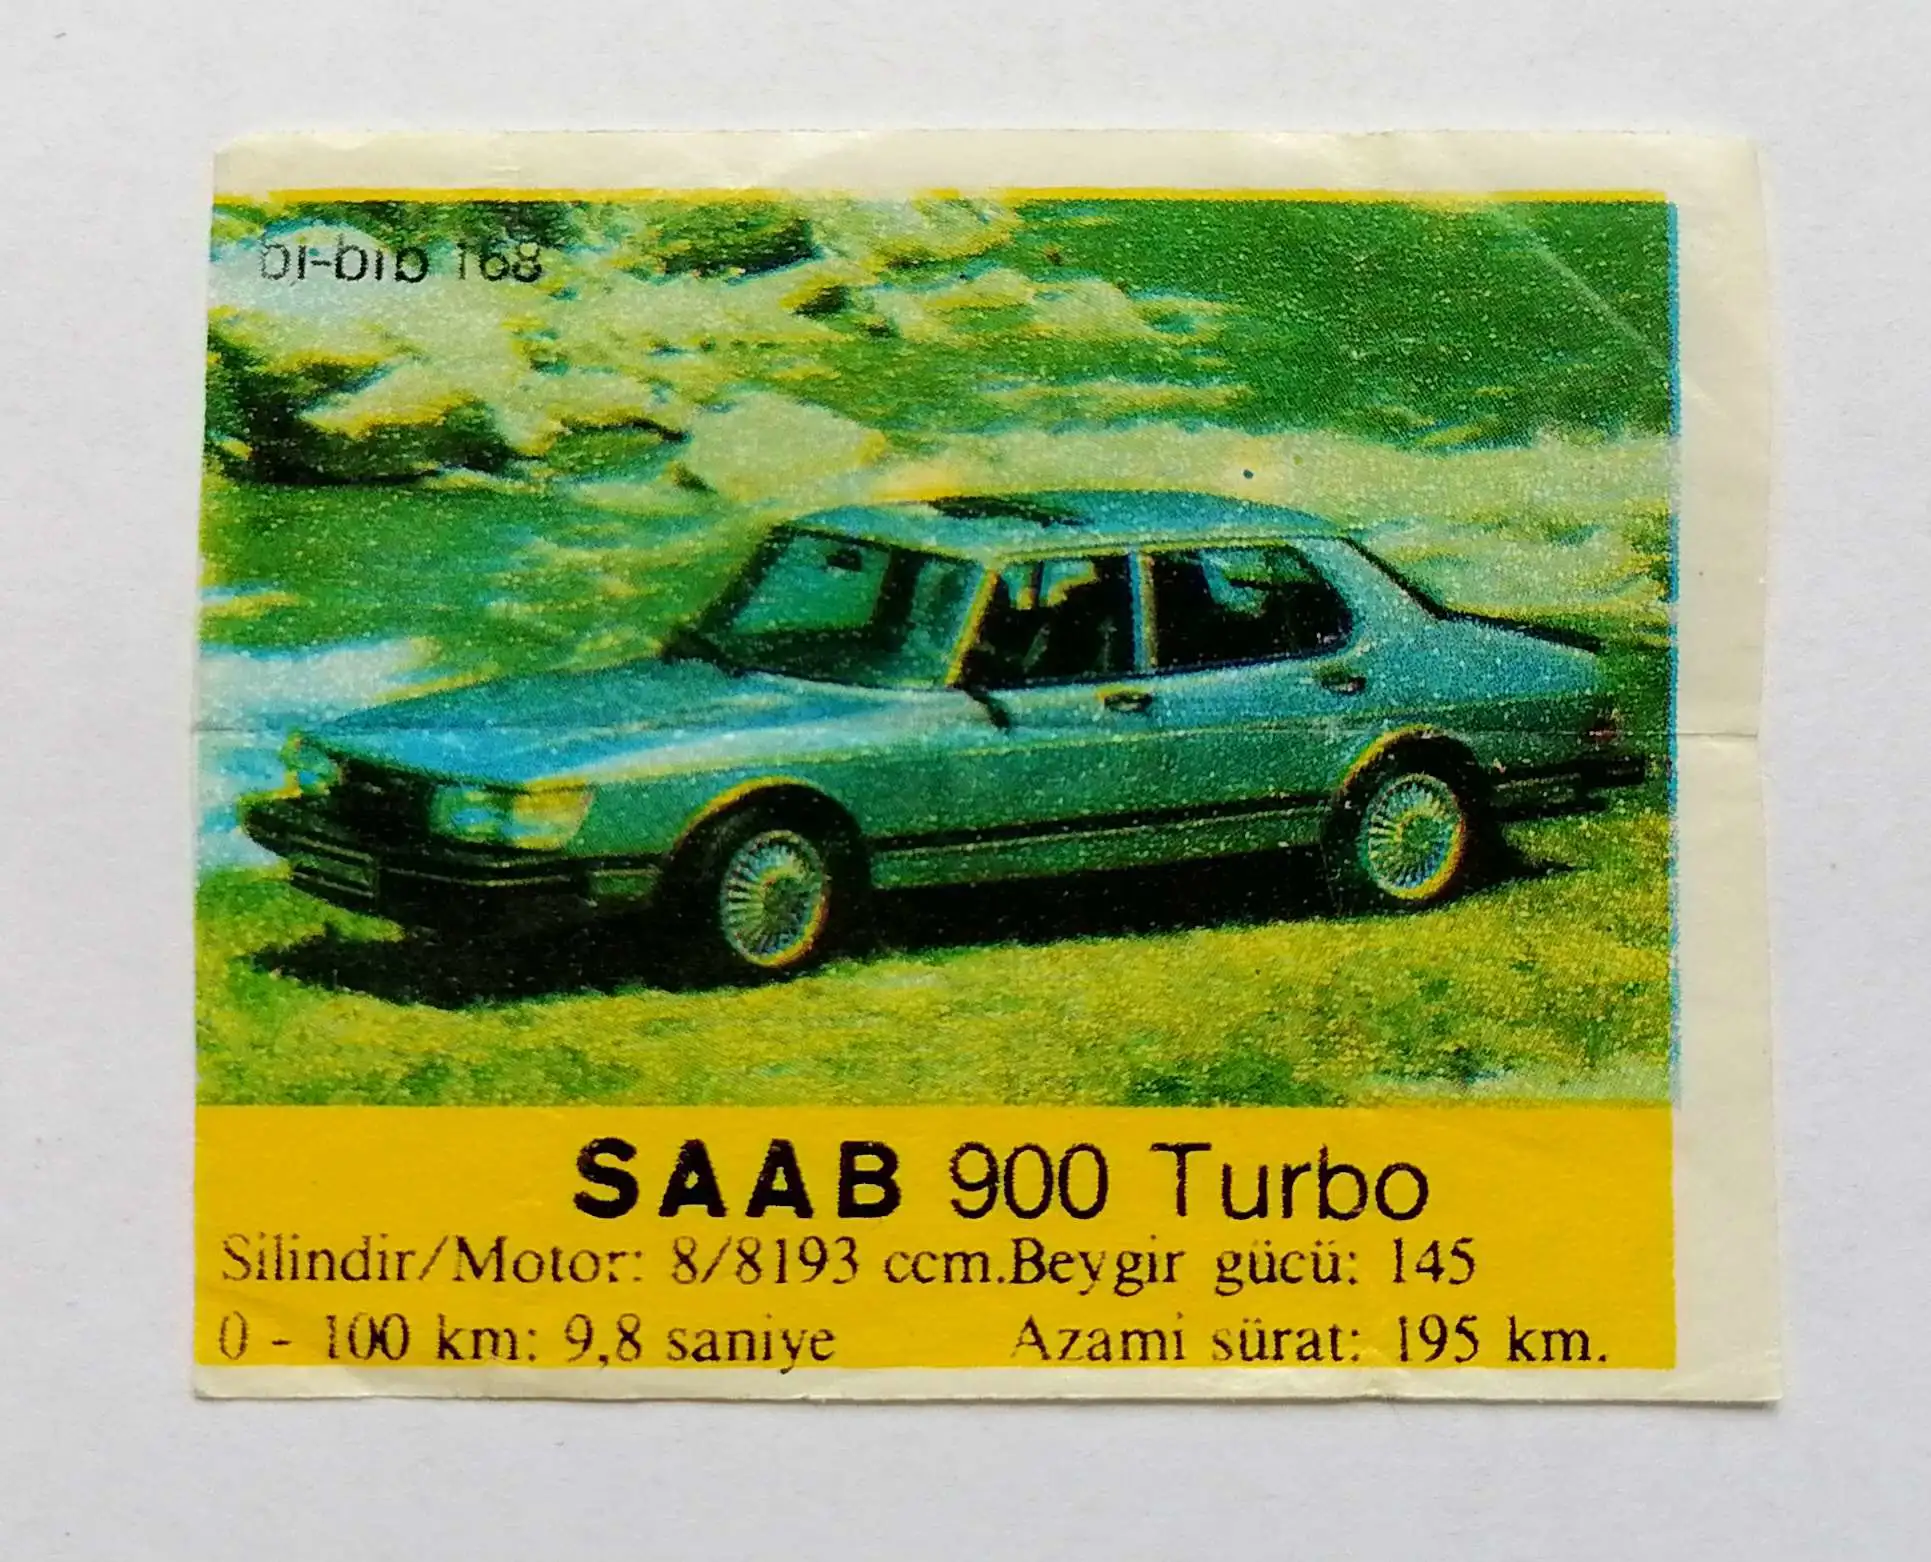 bi-bib 168
SAAB 900 Turbo
Silindir/Motor: 8/8193 ccm. Beygir gücü: 145
0 - 100 km: 9,8 saniye Azami sürat: 195 km.